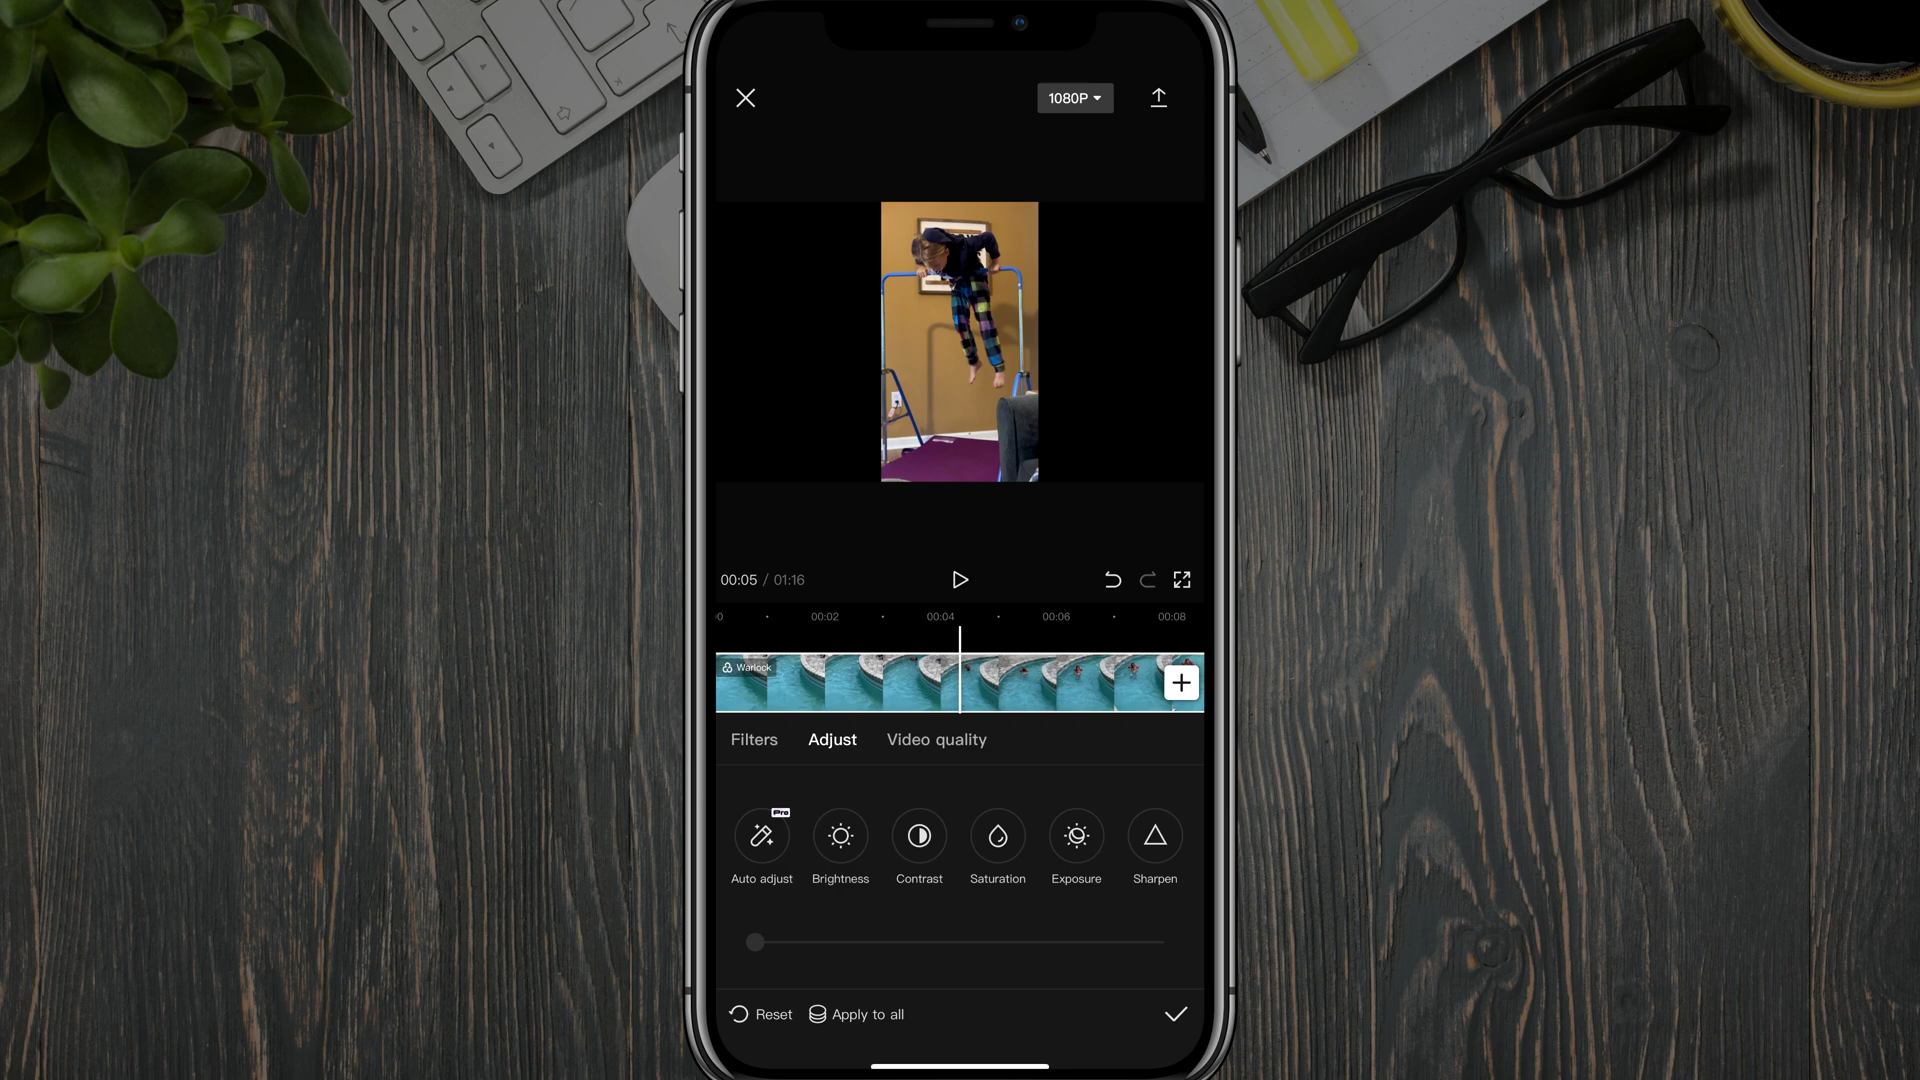 1080P
00:05 / 01:16
00:02 00:04 00:06 00:08
Warlock
Filters Adjust Video quality
Pro
Auto adjust Brightness Contrast Saturation Exposure Sharpen
Reset Apply to all